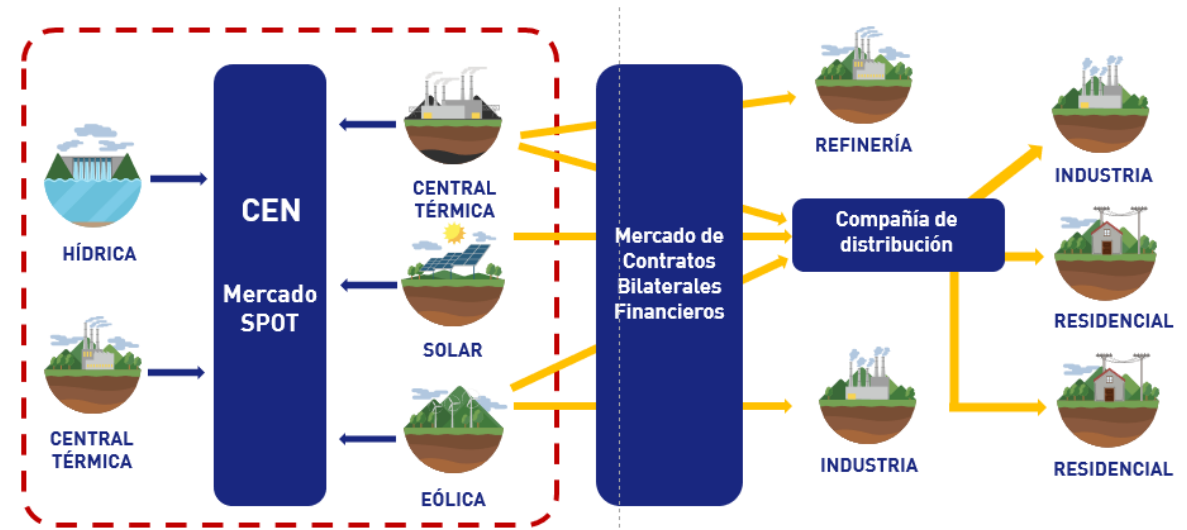 HÍDRICA
CENTRAL
TÉRMICA
CEN
Mercado
SPOT
CENTRAL
TÉRMICA
SOLAR
EÓLICA
Mercado de
Contratos
Bilaterales
Financieros
REFINERÍA
Compañía de
distribución
INDUSTRIA
INDUSTRIA
RESIDENCIAL
RESIDENCIAL